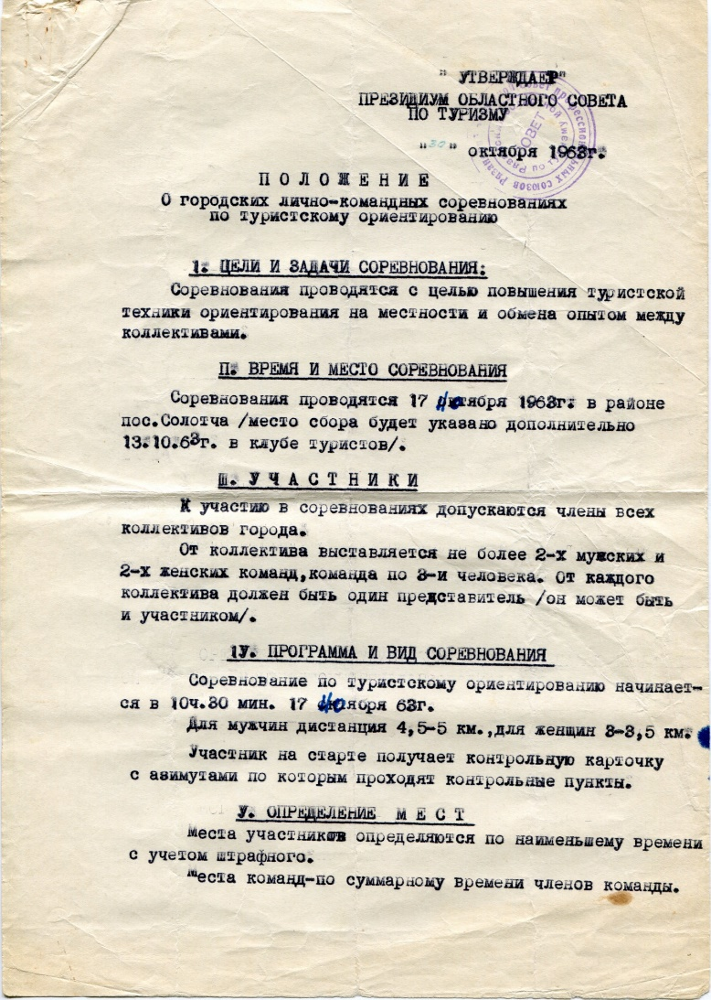 " УТВЕРЖДАЕТ"
ПРЕЗИДИУМ ОБЛАСТНОГО СОВЕТА
ПО ТУРИЗМУ
"30" октября 1963г.
П О Л О Ж Е Н И Е
О городских лично-командных соревнованиях
по туристскому ориентированию
1. ЦЕЛИ И ЗАДАЧИ СОРЕВНОВАНИЯ:
Соревнования проводятся с целью повышения туристской
техники ориентирования на местности и обмена опытом между
коллективами.
П. ВРЕМЯ И МЕСТО СОРЕВНОВАНИЯ
Соревнования проводятся 17 ноября 1963г. в районе
пос.Солотча /место сбора будет указано дополнительно
13.10.63г. в клубе туристов/.
Ш. У Ч А С Т Н И К И
К участию в соревнованиях допускаются члены всех
коллективов города.
От коллектива выставляется не более 2-х мужских и
2-х женских команд,команда по 3-и человека. От каждого
коллектива должен быть один представитель /он может быть
и участником/.
1У. ПРОГРАММА И ВИД СОРЕВНОВАНИЯ
Соревнование по туристскому ориентированию начинает-
ся в 10ч.30 мин. 17 ноября 63г.
Для мужчин дистанция 4,5-5 км.,для женщин 3-3,5 км.
Участник на старте получает контрольную карточку
с азимутами по которым проходят контрольные пункты.
У. ОПРЕДЕЛЕНИЕ М Е С Т
Места участников определяются по наименьшему времени
с учетом штрафного.
Места команд-по суммарному времени членов команды.